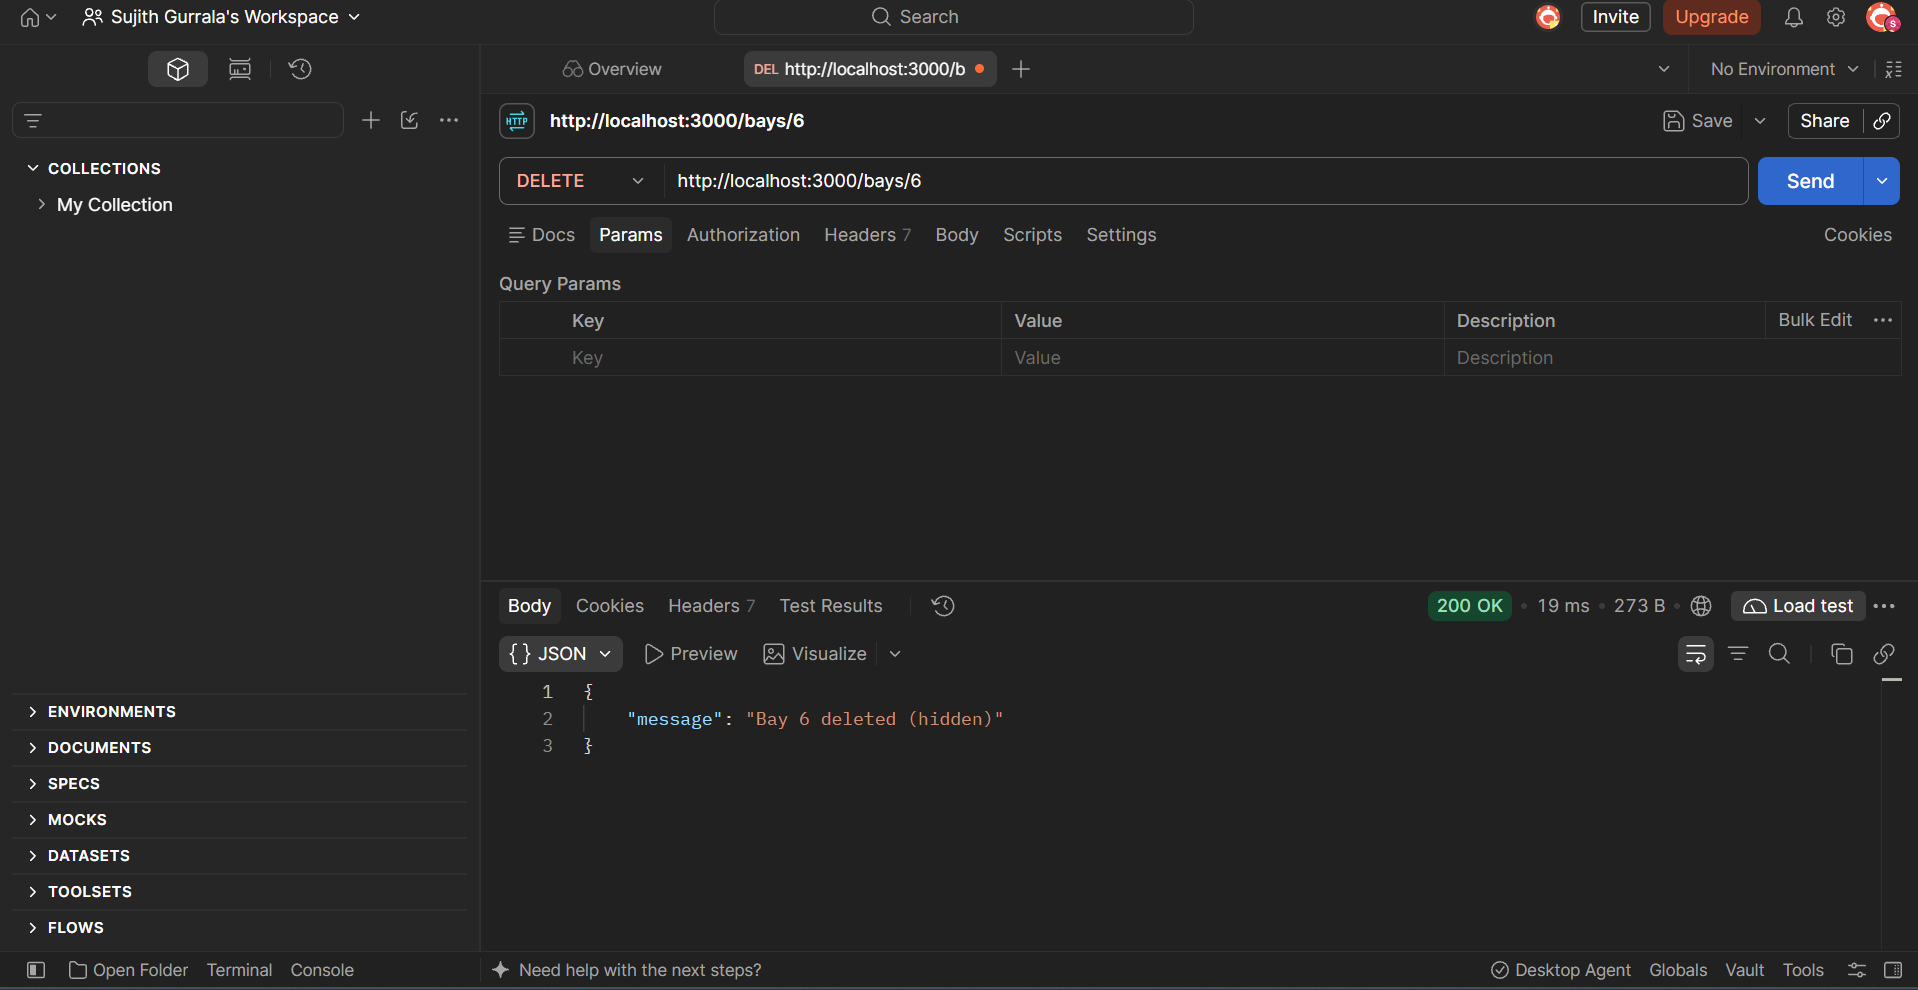 Sujith Gurrala's Workspace
Search
Invite
Upgrade
S
Overview
DEL http://localhost:3000/b
No Environment
HTTP
http://localhost:3000/bays/6
Save
Share
COLLECTIONS
My Collection
DELETE
http://localhost:3000/bays/6
Send
Docs
Params
Authorization
Headers 7
Body
Scripts
Settings
Cookies
Query Params
Key Value Description Bulk Edit
Key Value Description
Body
Cookies
Headers 7
Test Results
200 OK
19 ms
273 B
Load test
{} JSON
Preview
Visualize
1 {
2 "message": "Bay 6 deleted (hidden)"
3 }
ENVIRONMENTS
DOCUMENTS
SPECS
MOCKS
DATASETS
TOOLSETS
FLOWS
Open Folder
Terminal
Console
Need help with the next steps?
Desktop Agent
Globals
Vault
Tools